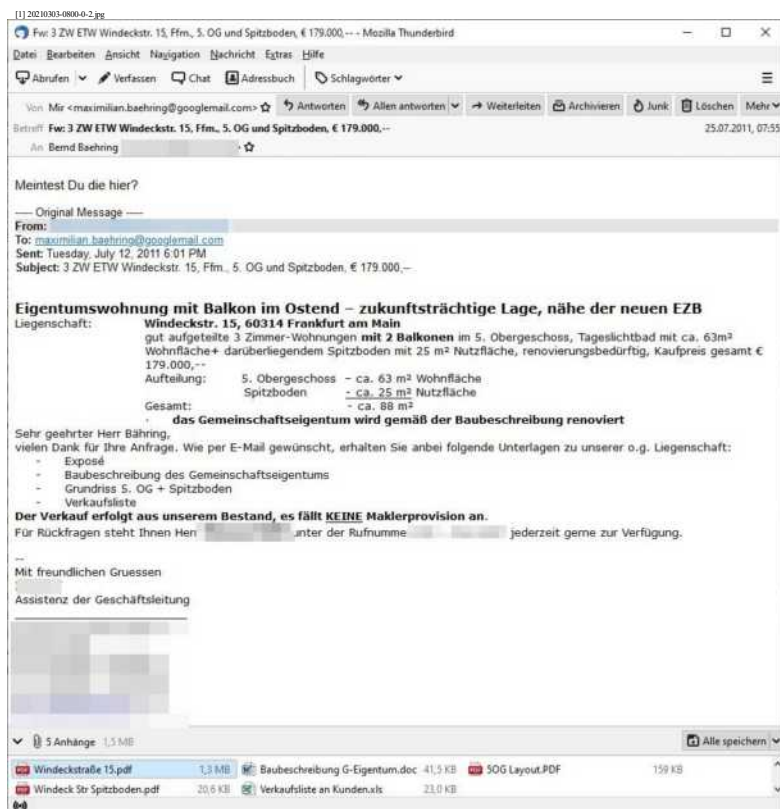 [1] 20210303-0800-0-2.jpg
Fw: 3 ZW ETW Windeckstr. 15, Ffm., 5. OG und Spitzboden, € 179.000,-- - Mozilla Thunderbird
Datei Bearbeiten Ansicht Navigation Nachricht Extras Hilfe
Abrufen Verfassen Chat Adressbuch Schlagwörter
Von Mir <maximilian.baehring@googlemail.com> Antworten Allen antworten Weiterleiten Archivieren Junk Löschen Mehr
Betreff Fw: 3 ZW ETW Windeckstr. 15, Ffm., 5. OG und Spitzboden, € 179.000,-- 25.07.2011, 07:55
An Bernd Baehring
Meintest Du die hier?
----- Original Message -----
From:
To: maximilian.baehring@googlemail.com
Sent: Tuesday, July 12, 2011 6:01 PM
Subject: 3 ZW ETW Windeckstr. 15, Ffm., 5. OG und Spitzboden, € 179.000,--
Eigentumswohnung mit Balkon im Ostend – zukunftsträchtige Lage, nähe der neuen EZB
Liegenschaft: Windeckstr. 15, 60314 Frankfurt am Main
gut aufgeteilte 3 Zimmer-Wohnungen mit 2 Balkonen im 5. Obergeschoss, Tageslichtbad mit ca. 63m²
Wohnfläche+ darüberliegendem Spitzboden mit 25 m² Nutzfläche, renovierungsbedürftig, Kaufpreis gesamt €
179.000,--
Aufteilung: 5. Obergeschoss - ca. 63 m² Wohnfläche
Spitzboden - ca. 25 m² Nutzfläche
Gesamt: - ca. 88 m²
· das Gemeinschaftseigentum wird gemäß der Baubeschreibung renoviert
Sehr geehrter Herr Bähring,
vielen Dank für Ihre Anfrage. Wie per E-Mail gewünscht, erhalten Sie anbei folgende Unterlagen zu unserer o.g. Liegenschaft:
- Exposé
- Baubeschreibung des Gemeinschaftseigentums
- Grundriss 5. OG + Spitzboden
- Verkaufsliste
Der Verkauf erfolgt aus unserem Bestand, es fällt KEINE Maklerprovision an.
Für Rückfragen steht Ihnen Herr unter der Rufnumme jederzeit gerne zur Verfügung.
--
Mit freundlichen Gruessen
Assistenz der Geschäftsleitung
5 Anhänge 1,5 MB Alle speichern
Windeckstraße 15.pdf 1,3 MB Baubeschreibung G-Eigentum.doc 41,5 KB 5OG Layout.PDF 159 KB
Windeck Str Spitzboden.pdf 20,6 KB Verkaufsliste an Kunden.xls 23,0 KB